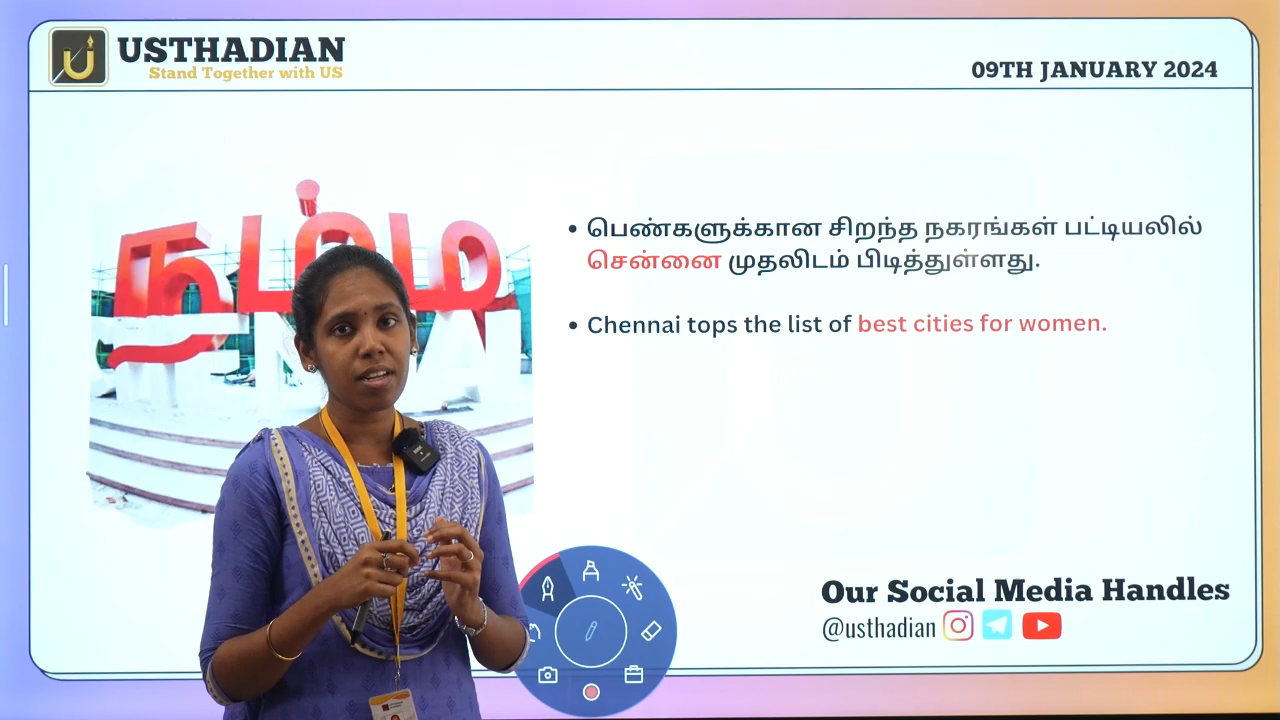 USTHADIAN
Stand Together with US
09TH JANUARY 2024
நம்ம
பெண்களுக்கான சிறந்த நகரங்கள் பட்டியலில்
சென்னை முதலிடம் பிடித்துள்ளது.
Chennai tops the list of best cities for women.
Our Social Media Handles
@usthadian